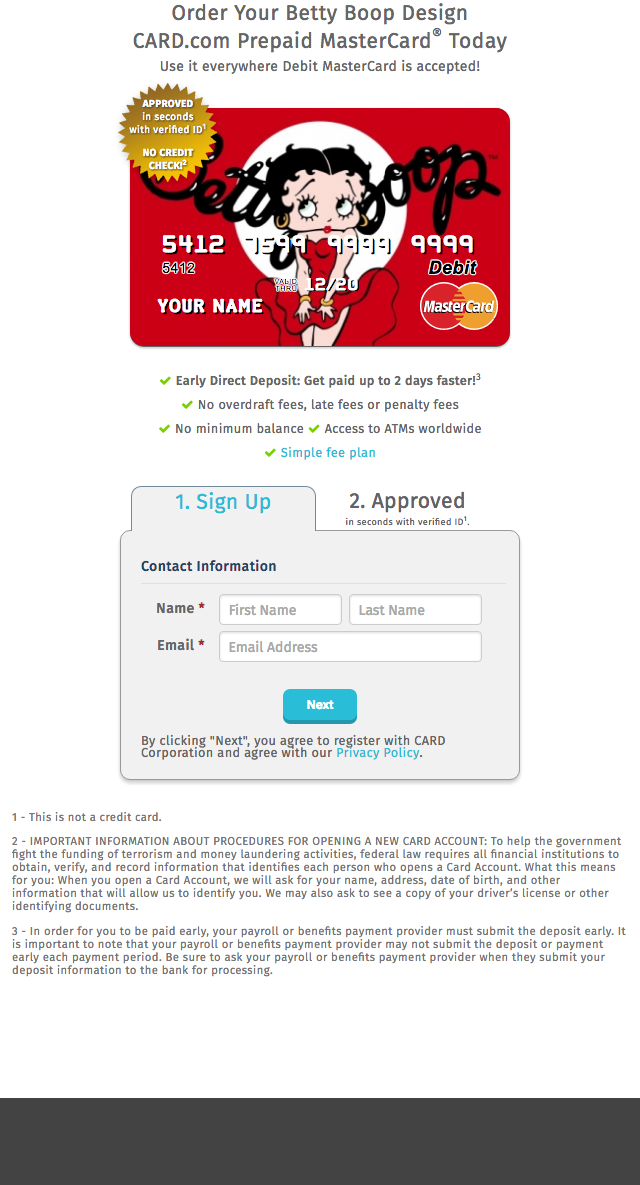 Order Your Betty Boop Design
CARD.com Prepaid MasterCard® Today
Use it everywhere Debit MasterCard is accepted!
APPROVED
in seconds
with verified ID1
NO CREDIT
CHECK!2
Betty Boop™
5412 7599 9999 9999
5412
Debit
VALID
THRU 12/20
YOUR NAME
MasterCard
Early Direct Deposit: Get paid up to 2 days faster!3
No overdraft fees, late fees or penalty fees
No minimum balance Access to ATMs worldwide
Simple fee plan
1. Sign Up
2. Approved
in seconds with verified ID1.
Contact Information
Name * First Name Last Name
Email * Email Address
Next
By clicking "Next", you agree to register with CARD
Corporation and agree with our Privacy Policy.
1 - This is not a credit card.
2 - IMPORTANT INFORMATION ABOUT PROCEDURES FOR OPENING A NEW CARD ACCOUNT: To help the government
fight the funding of terrorism and money laundering activities, federal law requires all financial institutions to
obtain, verify, and record information that identifies each person who opens a Card Account. What this means
for you: When you open a Card Account, we will ask for your name, address, date of birth, and other
information that will allow us to identify you. We may also ask to see a copy of your driver's license or other
identifying documents.
3 - In order for you to be paid early, your payroll or benefits payment provider must submit the deposit early. It
is important to note that your payroll or benefits payment provider may not submit the deposit or payment
early each payment period. Be sure to ask your payroll or benefits payment provider when they submit your
deposit information to the bank for processing.